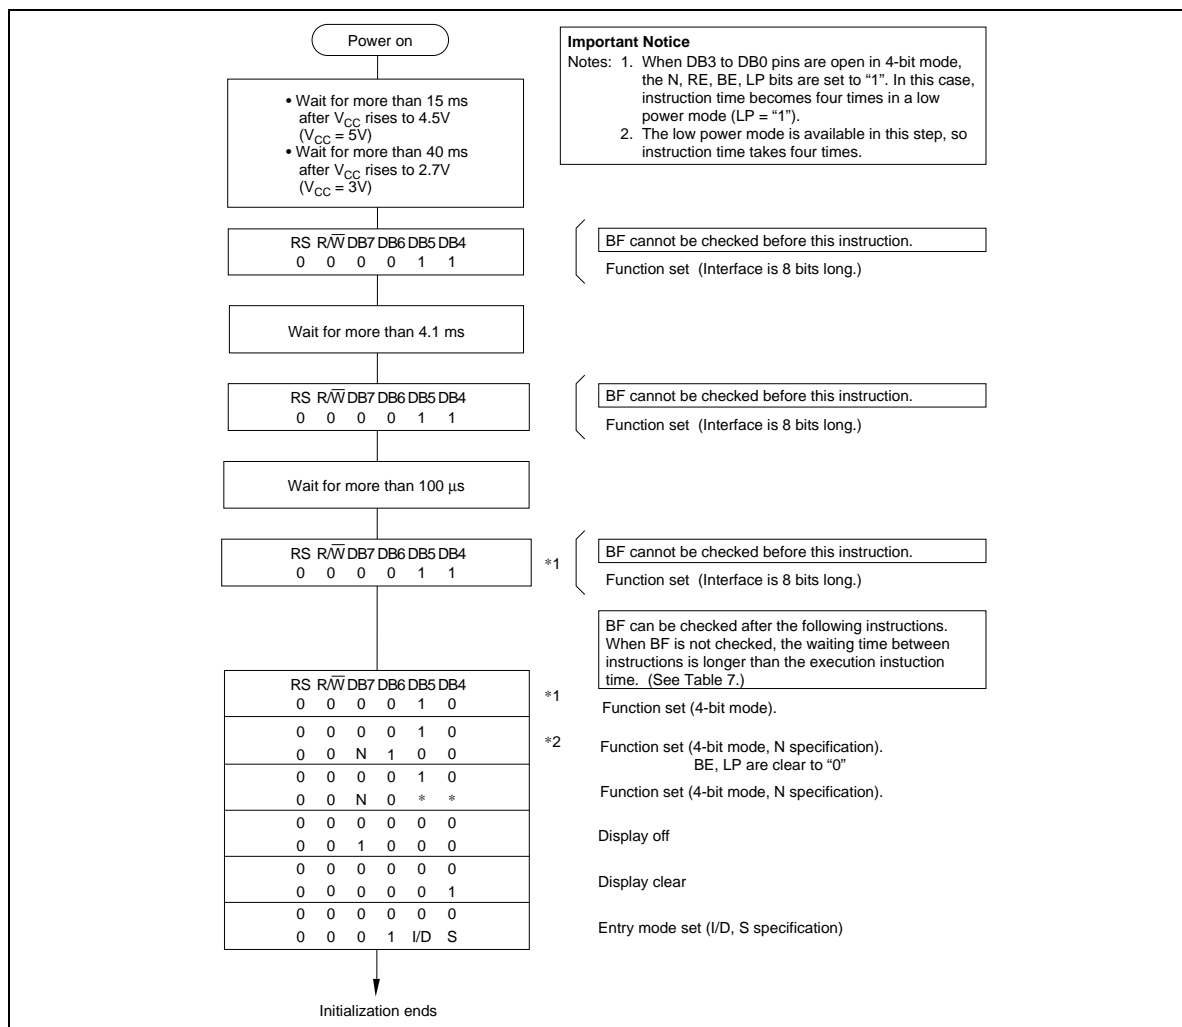 Power on
Important Notice
Notes: 1. When DB3 to DB0 pins are open in 4-bit mode,
the N, RE, BE, LP bits are set to “1”. In this case,
instruction time becomes four times in a low
power mode (LP = “1”).
2. The low power mode is available in this step, so
instruction time takes four times.
• Wait for more than 15 ms
after VCC rises to 4.5V
(VCC = 5V)
• Wait for more than 40 ms
after VCC rises to 2.7V
(VCC = 3V)
RS R/W̅ DB7 DB6 DB5 DB4
0 0 0 0 1 1
BF cannot be checked before this instruction.
Function set (Interface is 8 bits long.)
Wait for more than 4.1 ms
RS R/W̅ DB7 DB6 DB5 DB4
0 0 0 0 1 1
BF cannot be checked before this instruction.
Function set (Interface is 8 bits long.)
Wait for more than 100 µs
RS R/W̅ DB7 DB6 DB5 DB4
0 0 0 0 1 1
*1
BF cannot be checked before this instruction.
Function set (Interface is 8 bits long.)
BF can be checked after the following instructions.
When BF is not checked, the waiting time between
instructions is longer than the execution instuction
time. (See Table 7.)
RS R/W̅ DB7 DB6 DB5 DB4
0 0 0 0 1 0
*1
Function set (4-bit mode).
0 0 0 0 1 0
0 0 N 1 0 0
*2
Function set (4-bit mode, N specification).
BE, LP are clear to “0”
0 0 0 0 1 0
0 0 N 0 * *
Function set (4-bit mode, N specification).
0 0 0 0 0 0
0 0 1 0 0 0
Display off
0 0 0 0 0 0
0 0 0 0 0 1
Display clear
0 0 0 0 0 0
0 0 0 1 I/D S
Entry mode set (I/D, S specification)
Initialization ends